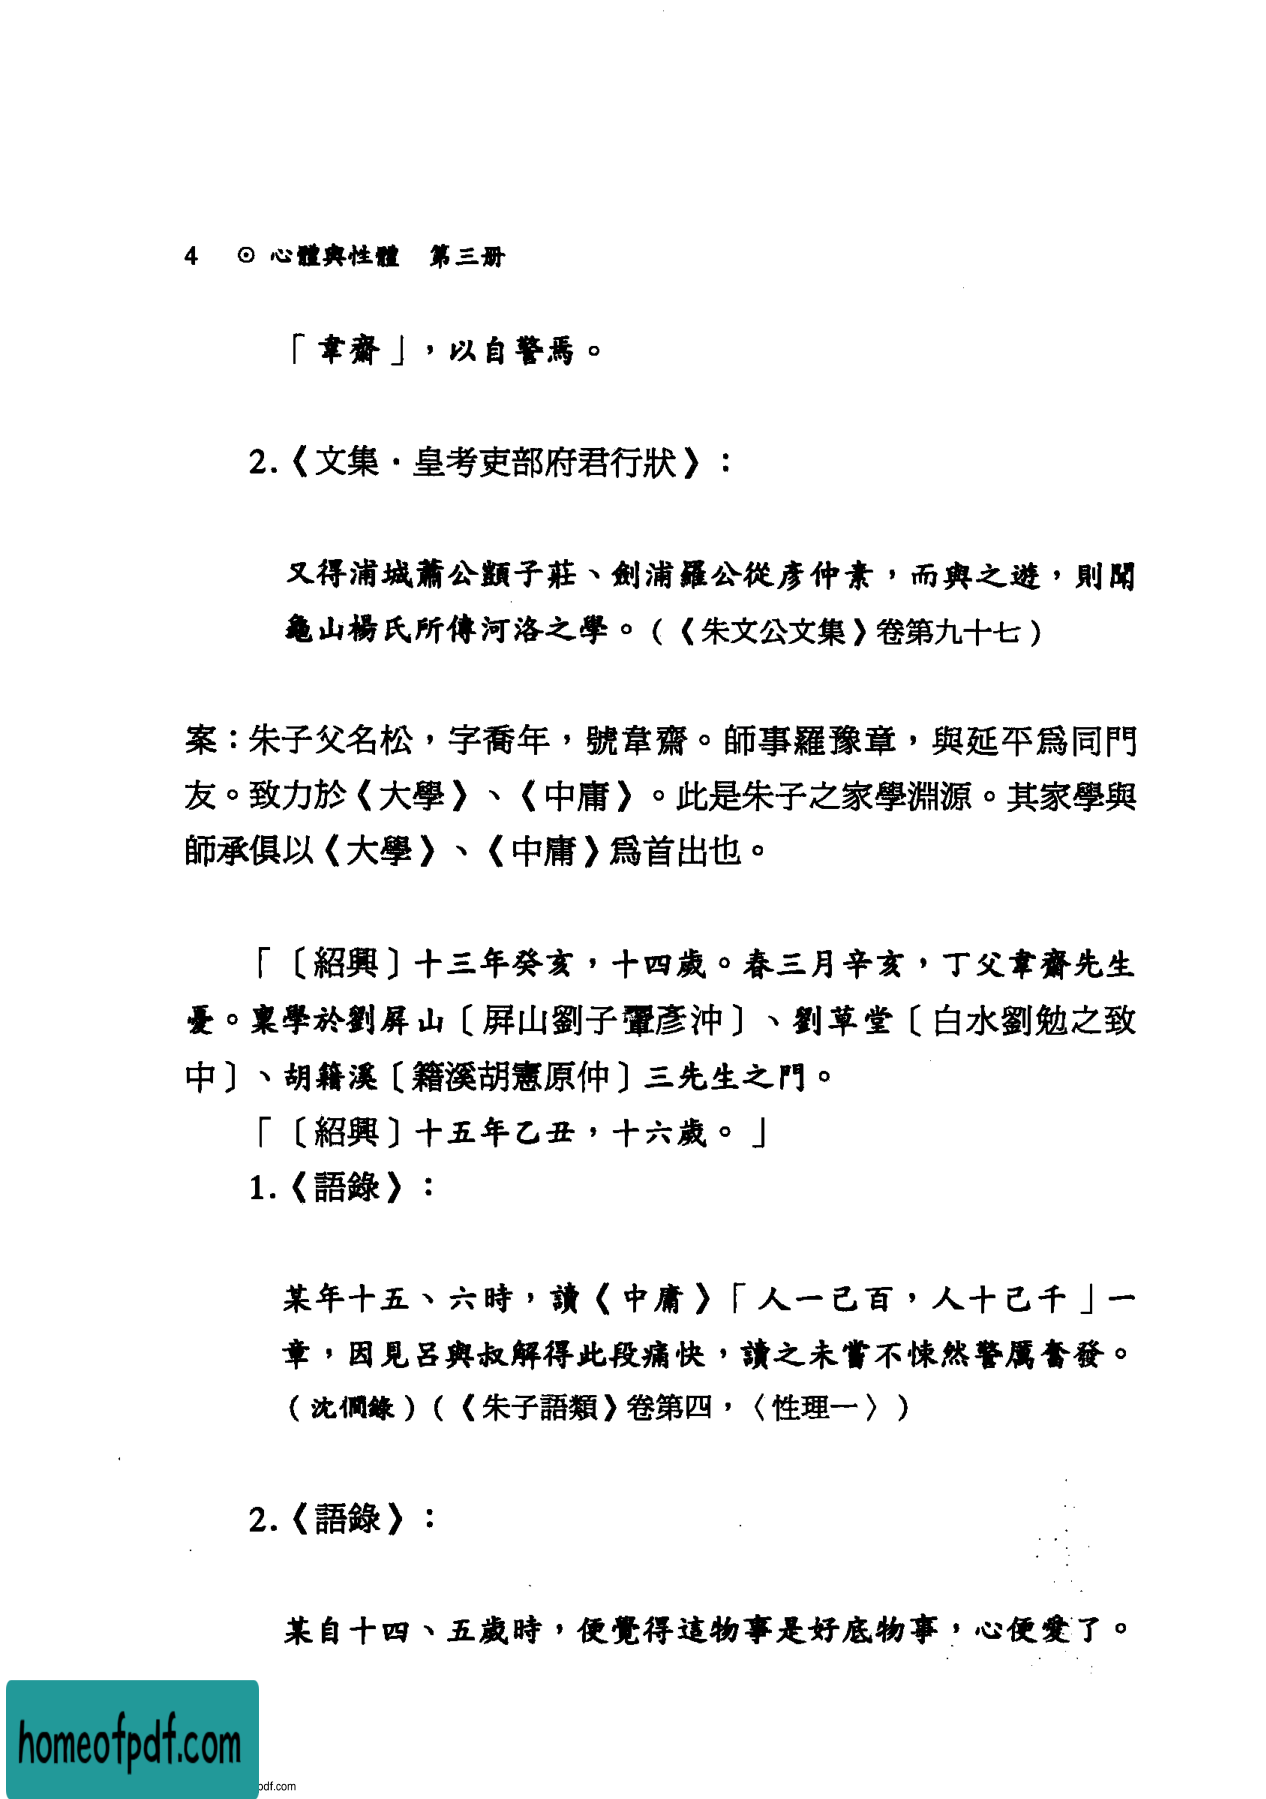 4 ⊙ 心體與性體 第三册
「韋齋」，以自警焉。
2.《文集．皇考吏部府君行狀》：
又得浦城蕭公顗子莊、劍浦羅公從彥仲素，而與之遊，則聞
龜山楊氏所傳河洛之學。(《朱文公文集》卷第九十七)
案：朱子父名松，字喬年，號韋齋。師事羅豫章，與延平爲同門
友。致力於《大學》、《中庸》。此是朱子之家學淵源。其家學與
師承俱以《大學》、《中庸》爲首出也。
「〔紹興〕十三年癸亥，十四歲。春三月辛亥，丁父韋齋先生
憂。稟學於劉屏山〔屏山劉子翬彥沖〕、劉草堂〔白水劉勉之致
中〕、胡籍溪〔籍溪胡憲原仲〕三先生之門。
「〔紹興〕十五年乙丑，十六歲。」
1.《語錄》：
某年十五、六時，讀《中庸》「人一己百，人十己千」一
章，因見呂與叔解得此段痛快，讀之未嘗不悚然警厲奮發。
(沈僩錄)(《朱子語類》卷第四，〈性理一〉)
2.《語錄》：
某自十四、五歲時，便覺得這物事是好底物事，心便愛了。
homeofpdf.com
pdf.com